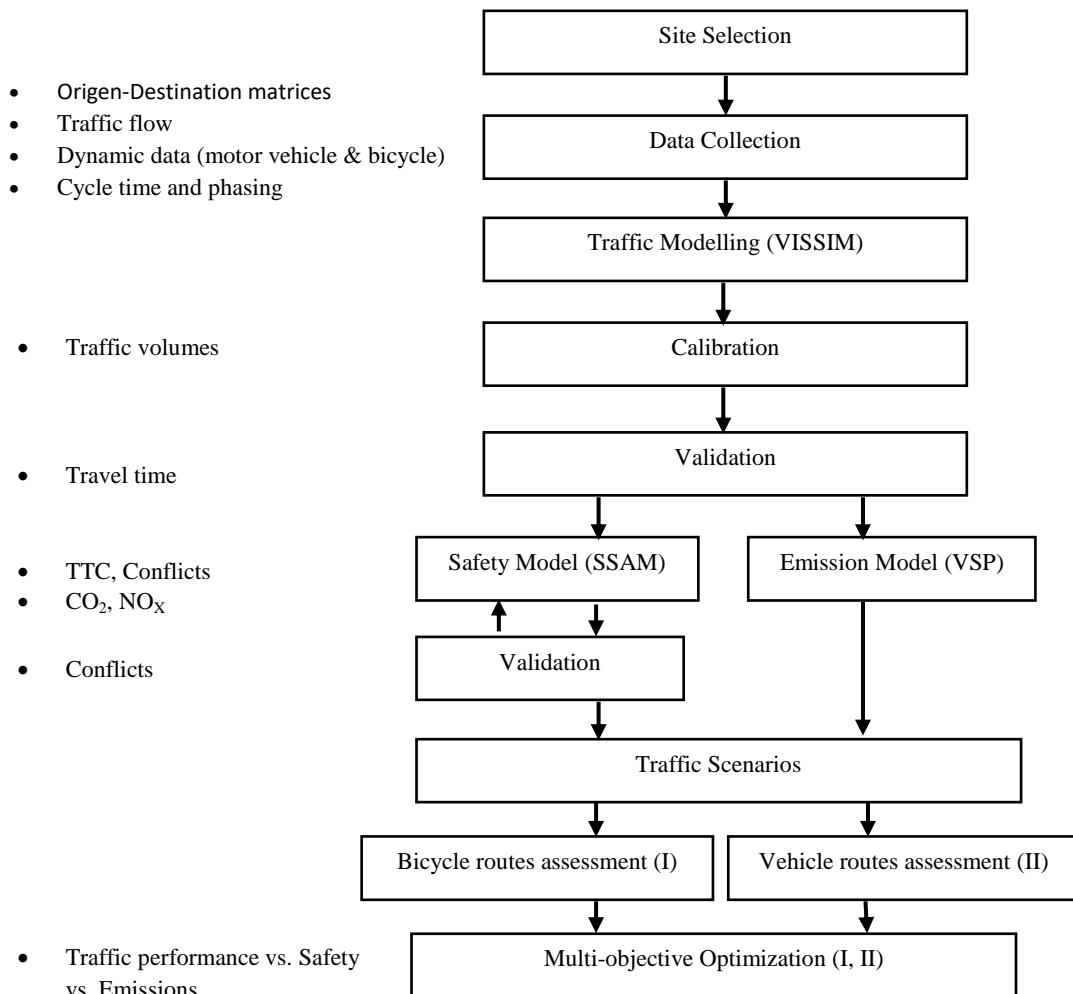 Site Selection
• Origen-Destination matrices
• Traffic flow
• Dynamic data (motor vehicle & bicycle)
• Cycle time and phasing
Data Collection
Traffic Modelling (VISSIM)
• Traffic volumes
Calibration
• Travel time
Validation
• TTC, Conflicts
• CO₂, NOₓ
Safety Model (SSAM)
Emission Model (VSP)
• Conflicts
Validation
Traffic Scenarios
Bicycle routes assessment (I)
Vehicle routes assessment (II)
• Traffic performance vs. Safety
vs. Emissions
Multi-objective Optimization (I, II)